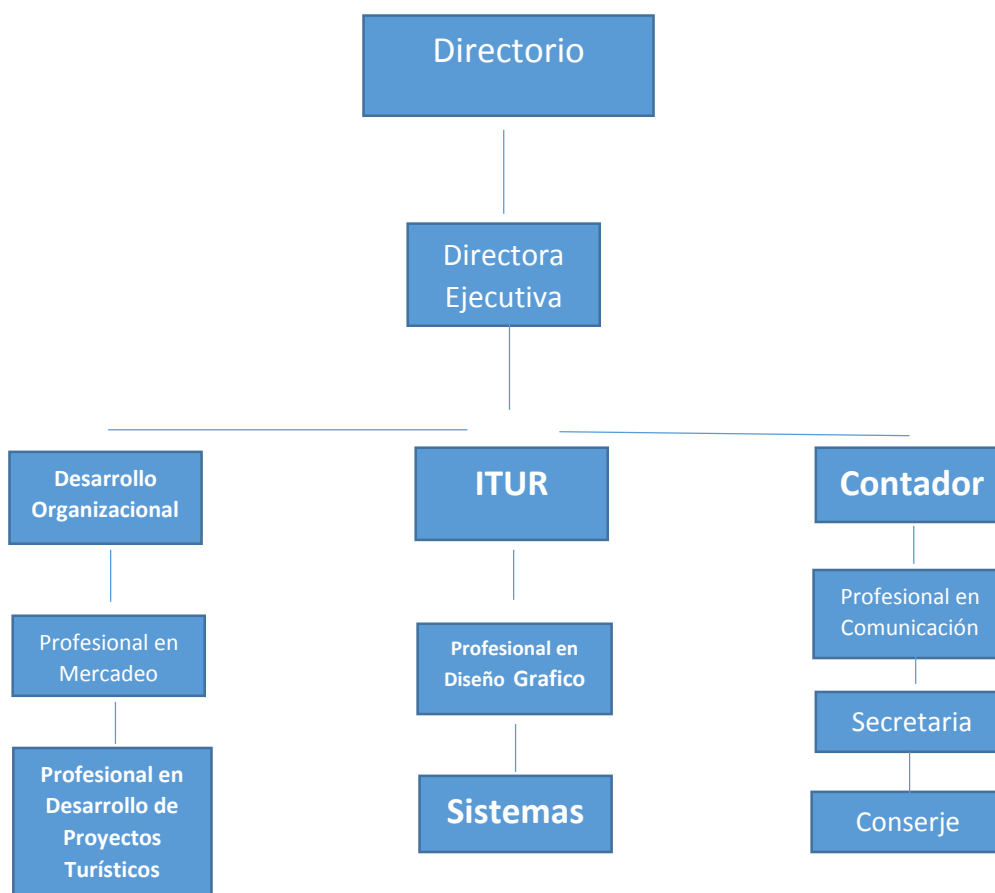 Directorio
Directora
Ejecutiva
Desarrollo
Organizacional
ITUR
Contador
Profesional en
Mercadeo
Profesional en
Diseño Grafico
Profesional en
Comunicación
Secretaria
Profesional en
Desarrollo de
Proyectos
Turísticos
Sistemas
Conserje